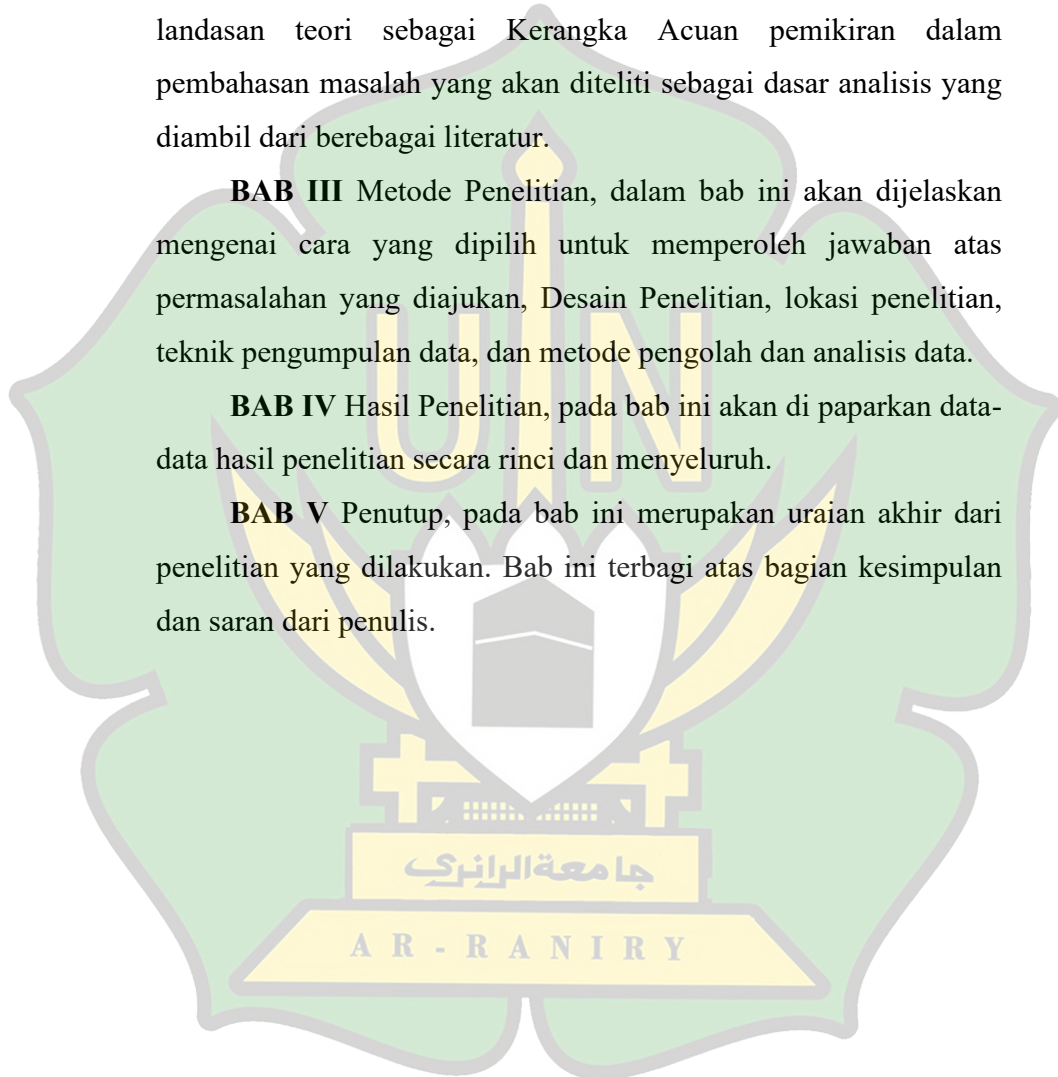 landasan teori sebagai Kerangka Acuan pemikiran dalam
pembahasan masalah yang akan diteliti sebagai dasar analisis yang
diambil dari berebagai literatur.
BAB III Metode Penelitian, dalam bab ini akan dijelaskan
mengenai cara yang dipilih untuk memperoleh jawaban atas
permasalahan yang diajukan, Desain Penelitian, lokasi penelitian,
teknik pengumpulan data, dan metode pengolah dan analisis data.
BAB IV Hasil Penelitian, pada bab ini akan di paparkan data-
data hasil penelitian secara rinci dan menyeluruh.
BAB V Penutup, pada bab ini merupakan uraian akhir dari
penelitian yang dilakukan. Bab ini terbagi atas bagian kesimpulan
dan saran dari penulis.
UIN
جامعةالرانري
AR-RANIRY